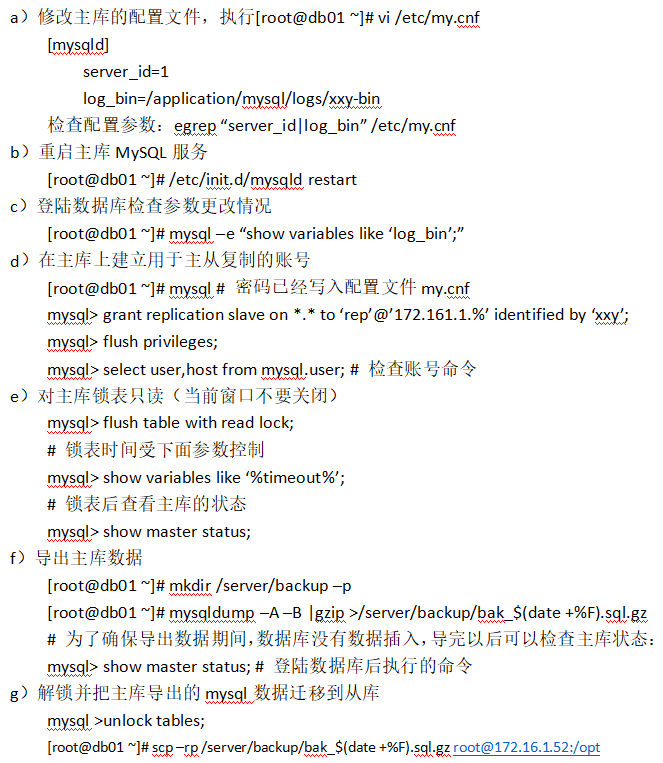 a）修改主库的配置文件，执行[root@db01 ~]# vi /etc/my.cnf
[mysqld]
server_id=1
log_bin=/application/mysql/logs/xxy-bin
检查配置参数：egrep “server_id|log_bin” /etc/my.cnf
b）重启主库 MySQL 服务
[root@db01 ~]# /etc/init.d/mysqld restart
c）登陆数据库检查参数更改情况
[root@db01 ~]# mysql –e “show variables like ‘log_bin’;”
d）在主库上建立用于主从复制的账号
[root@db01 ~]# mysql # 密码已经写入配置文件 my.cnf
mysql> grant replication slave on *.* to ‘rep’@’172.161.1.%’ identified by ‘xxy’;
mysql> flush privileges;
mysql> select user,host from mysql.user; # 检查账号命令
e）对主库锁表只读（当前窗口不要关闭）
mysql> flush table with read lock;
# 锁表时间受下面参数控制
mysql> show variables like ‘%timeout%’;
# 锁表后查看主库的状态
mysql> show master status;
f）导出主库数据
[root@db01 ~]# mkdir /server/backup –p
[root@db01 ~]# mysqldump –A –B |gzip >/server/backup/bak_$(date +%F).sql.gz
# 为了确保导出数据期间，数据库没有数据插入，导完以后可以检查主库状态：
mysql> show master status; # 登陆数据库后执行的命令
g）解锁并把主库导出的 mysql 数据迁移到从库
mysql >unlock tables;
[root@db01 ~]# scp –rp /server/backup/bak_$(date +%F).sql.gz root@172.16.1.52:/opt